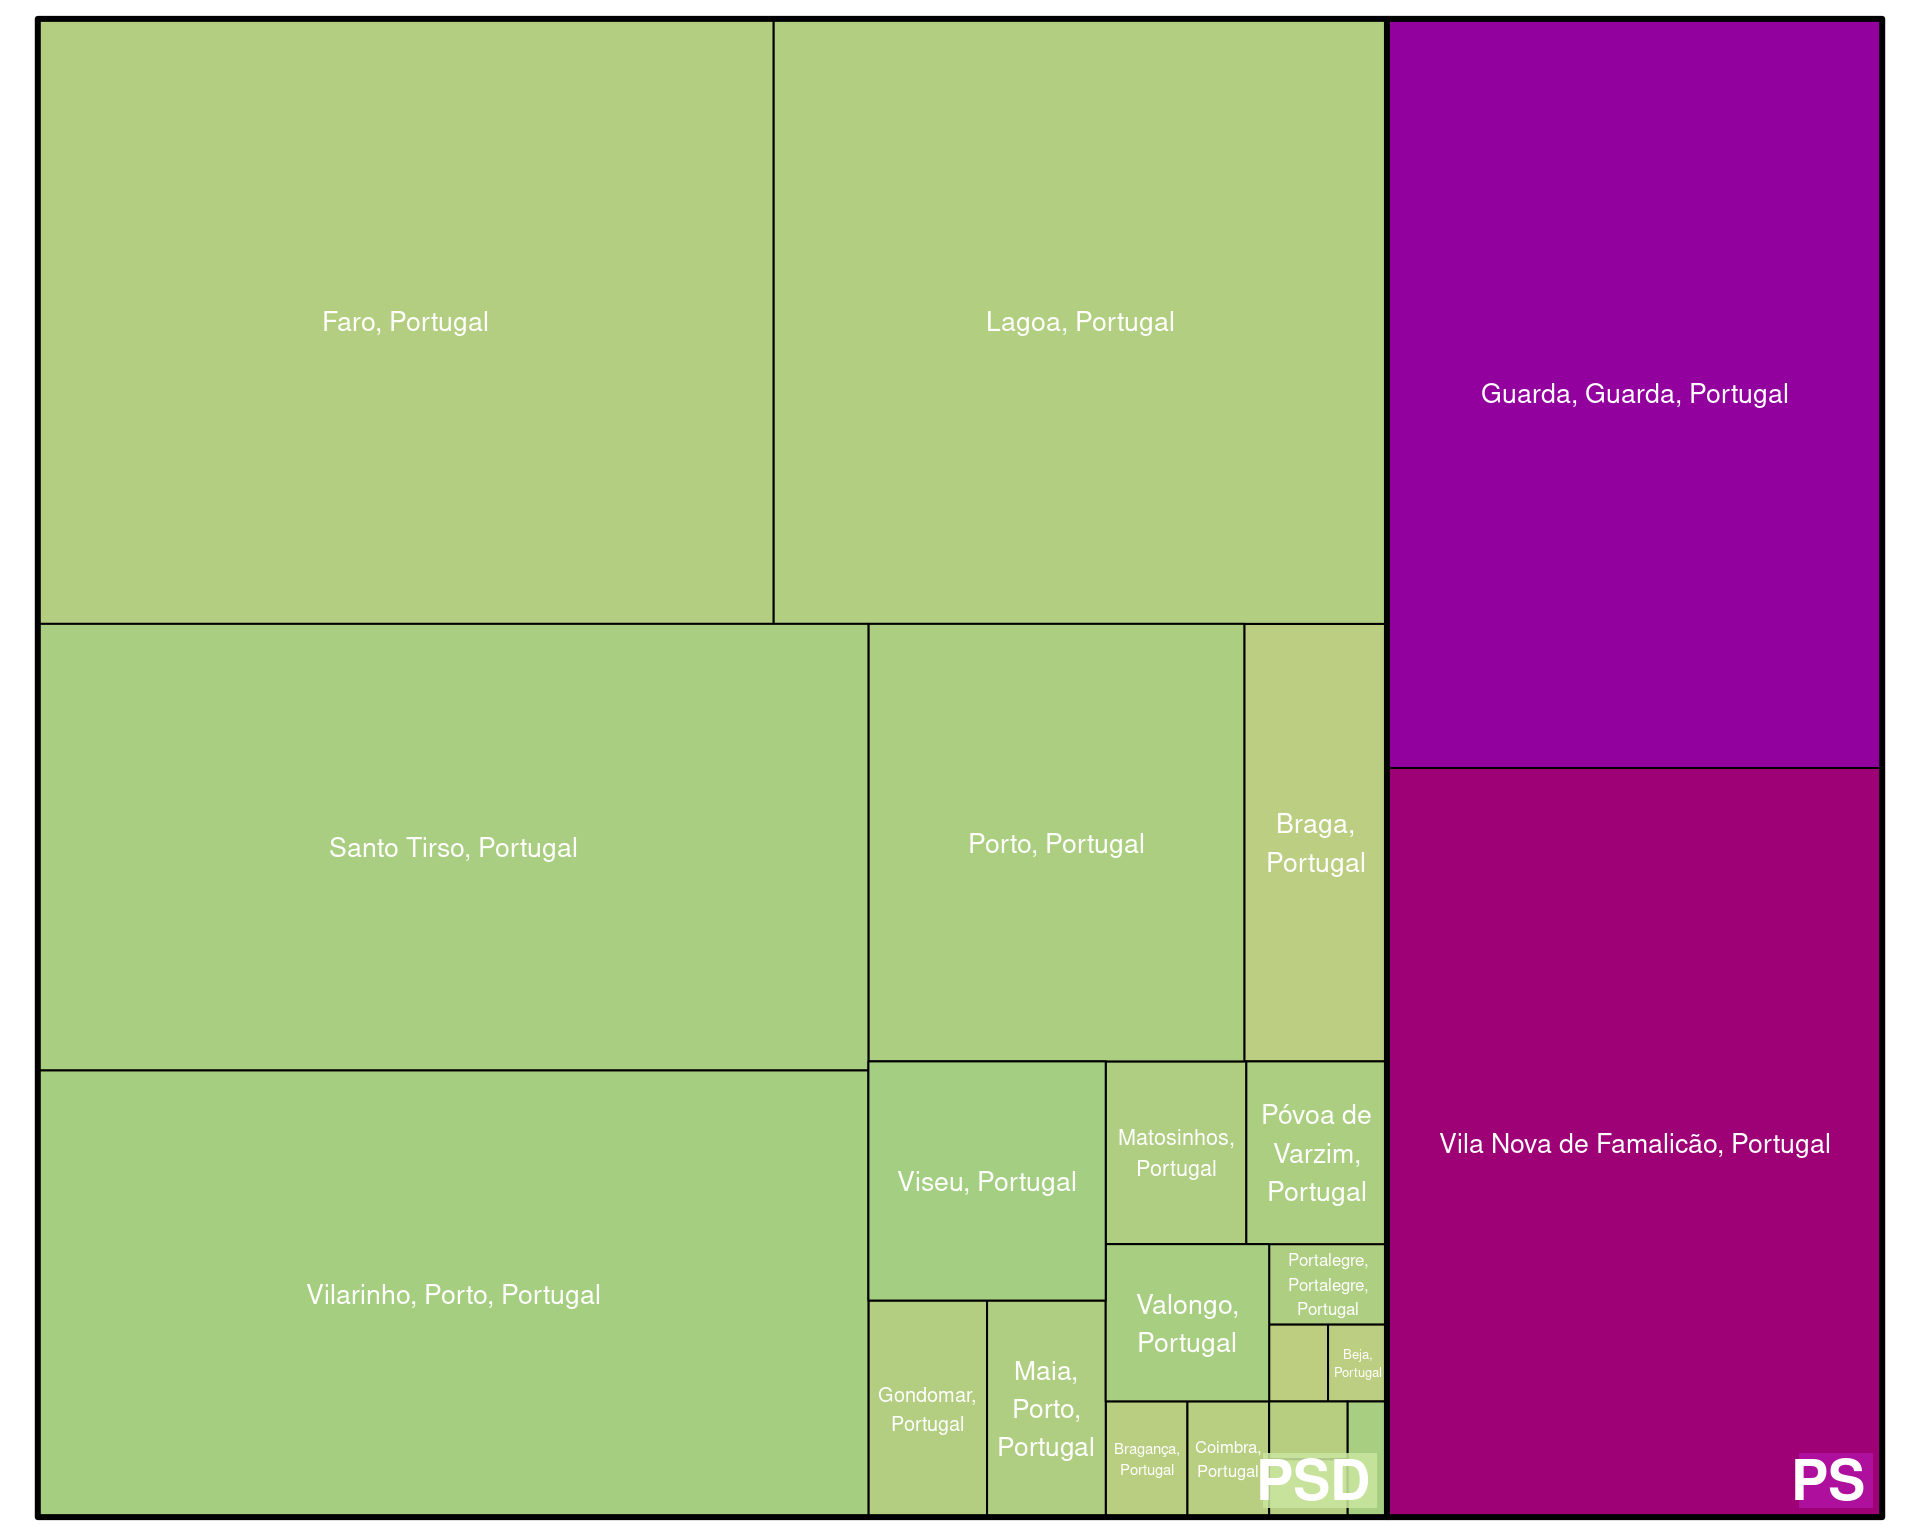 Faro, Portugal
Lagoa, Portugal
Guarda, Guarda, Portugal
Santo Tirso, Portugal
Porto, Portugal
Braga,
Portugal
Vilarinho, Porto, Portugal
Viseu, Portugal
Matosinhos,
Portugal
Póvoa de
Varzim,
Portugal
Vila Nova de Famalicão, Portugal
Gondomar,
Portugal
Maia,
Porto,
Portugal
Valongo,
Portugal
Portalegre,
Portalegre,
Portugal
Beja,
Portugal
Bragança,
Portugal
Coimbra,
Portugal
PSD
PS